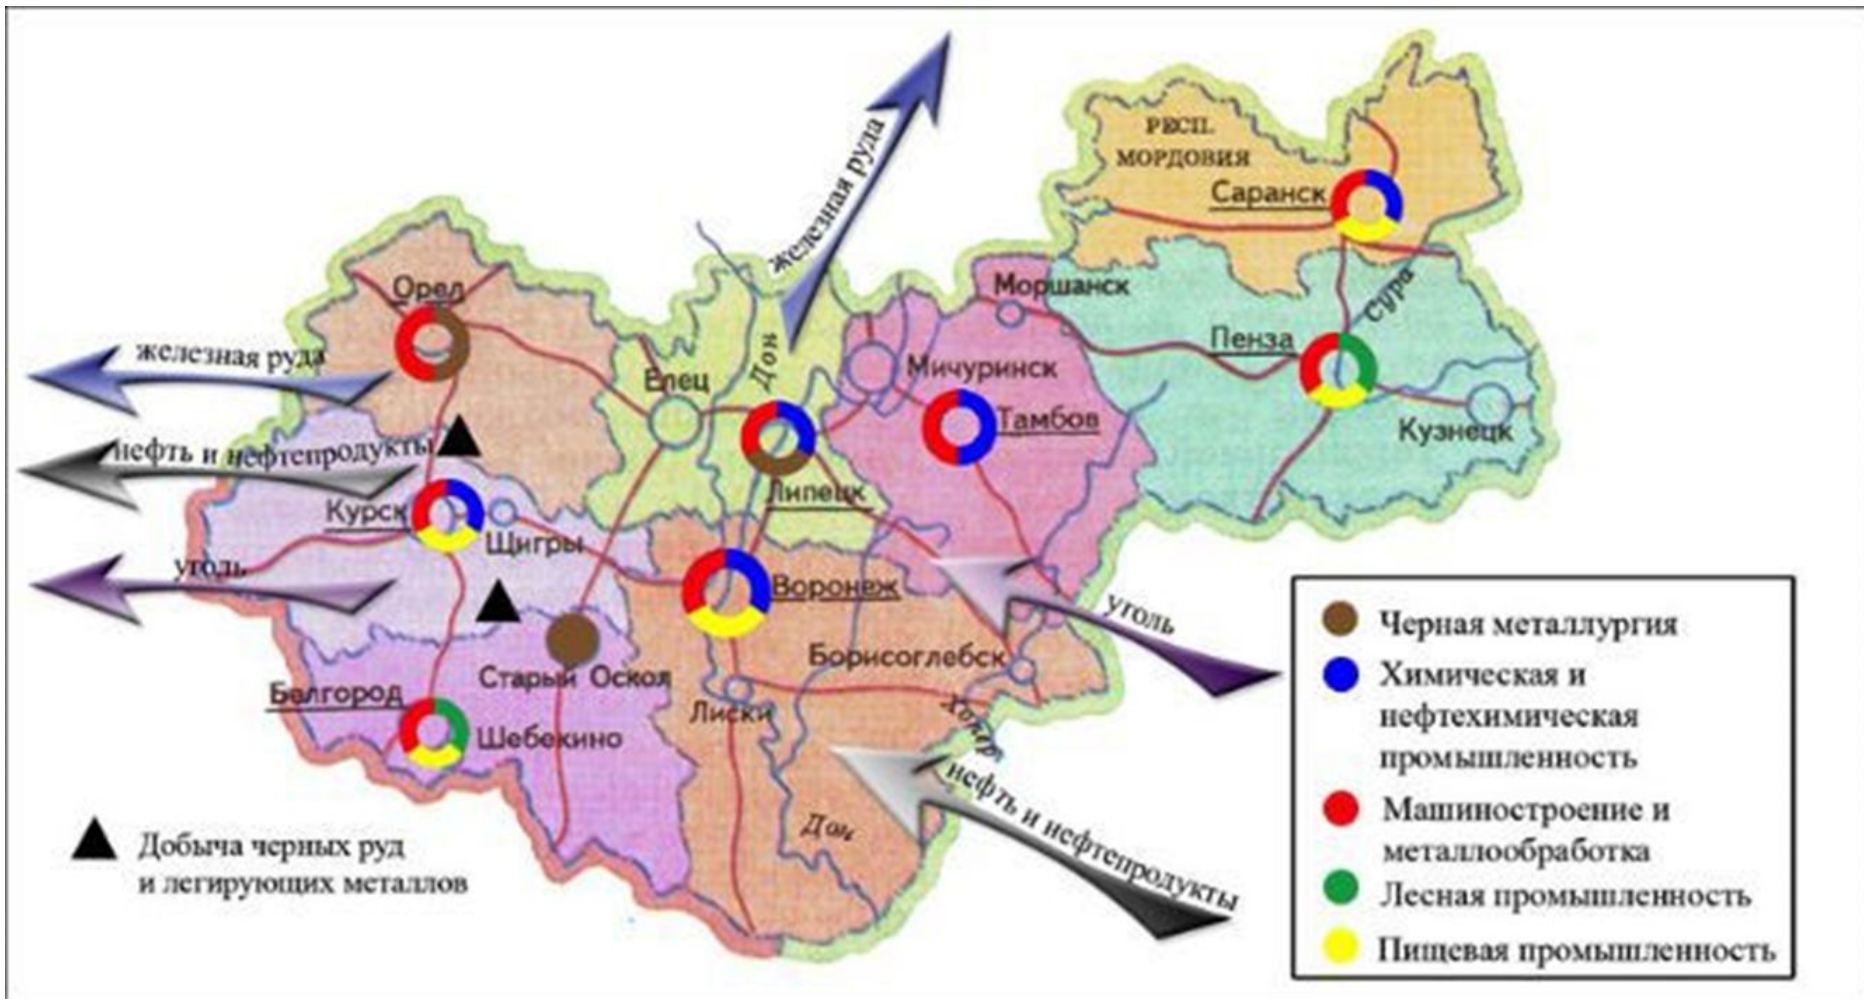 РЕСП.
МОРДОВИЯ
Саранск
железная руда
Орел
Моршанск
Сура
Пенза
железная руда
Елец
Дон
Мичуринск
Тамбов
Кузнецк
нефть и нефтепродукты
Липецк
Курск
Щигры
уголь
Воронеж
уголь
Борисоглебск
Старый Оскол
Белгород
Лиски
Хопер
Шебекино
нефть и нефтепродукты
Дон
Добыча черных руд
и легирующих металлов
Черная металлургия
Химическая и
нефтехимическая
промышленность
Машиностроение и
металлообработка
Лесная промышленность
Пищевая промышленность